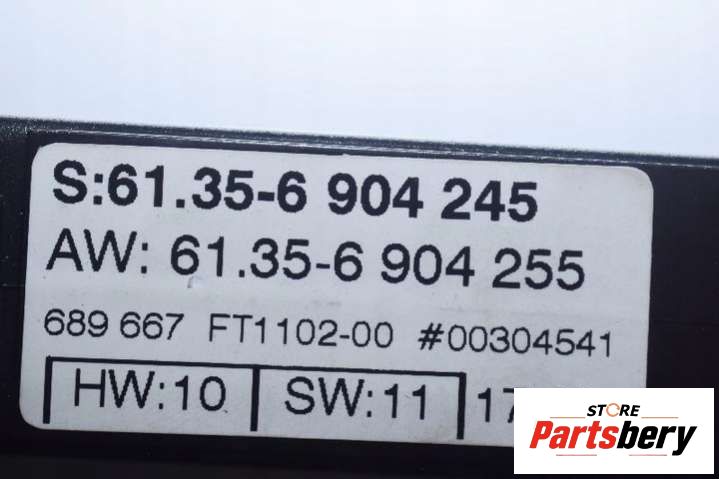 S:61.35-6 904 245
AW: 61.35-6 904 255
689 667 FT1102-00 #00304541
HW:10 SW:11 17
STORE
Partsbery